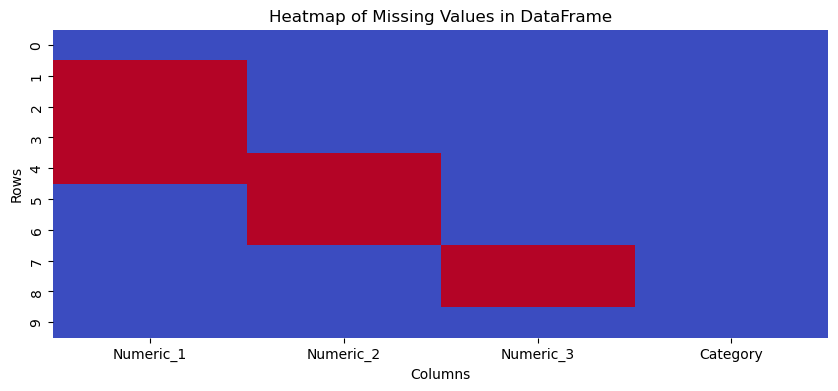 Heatmap of Missing Values in DataFrame
Rows
0
1
2
3
4
5
6
7
8
9
Numeric_1 Numeric_2 Numeric_3 Category
Columns